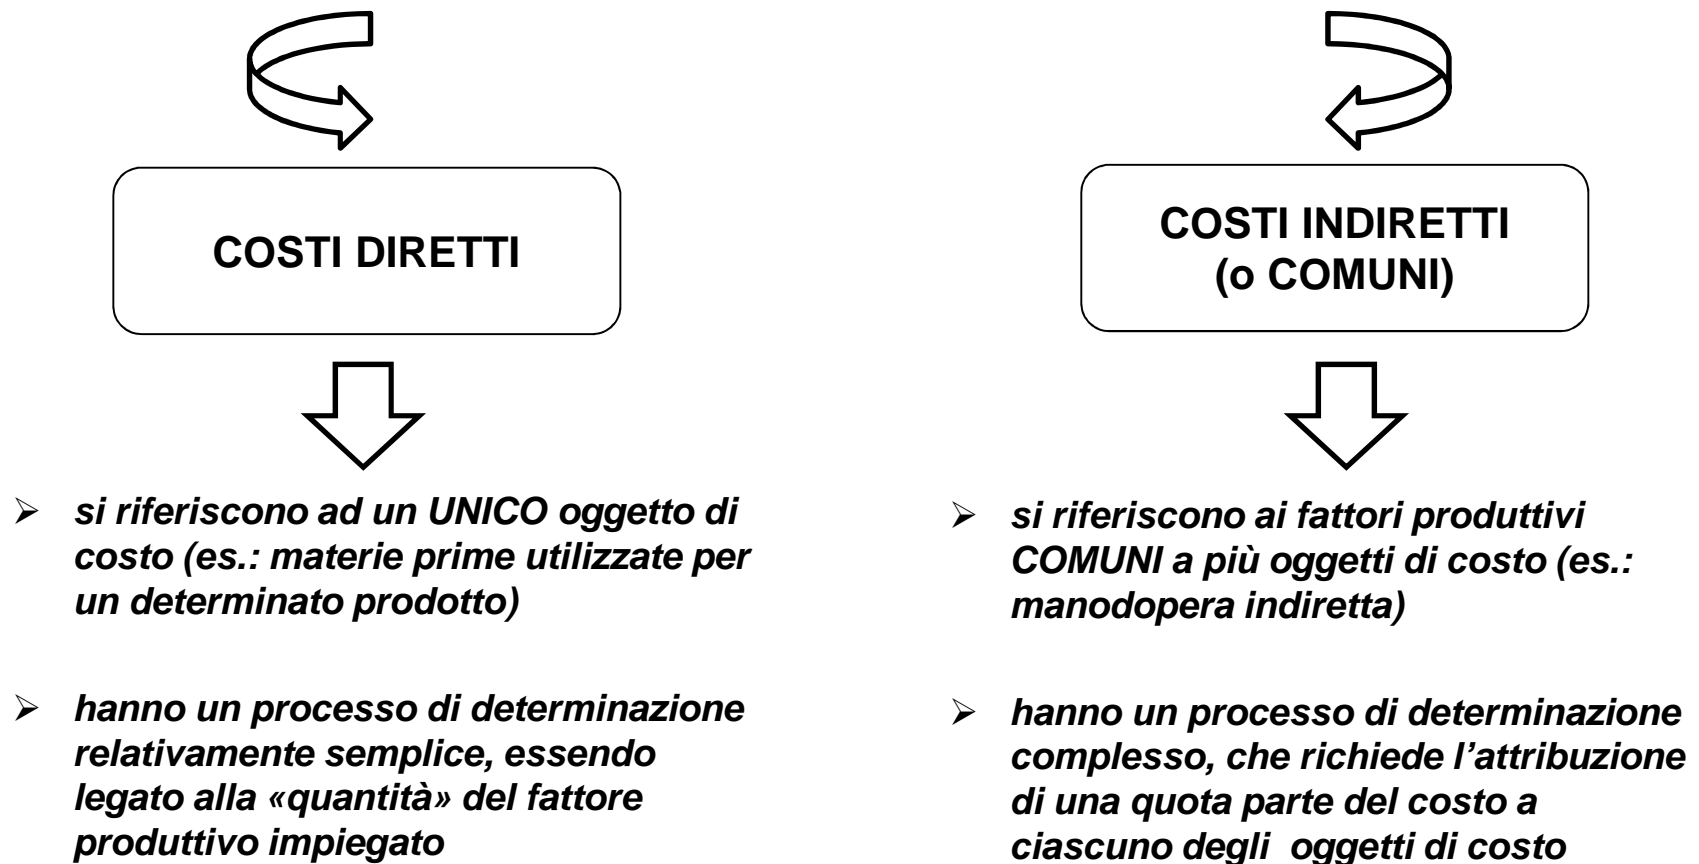 COSTI DIRETTI
si riferiscono ad un UNICO oggetto di
costo (es.: materie prime utilizzate per
un determinato prodotto)
hanno un processo di determinazione
relativamente semplice, essendo
legato alla «quantità» del fattore
produttivo impiegato
COSTI INDIRETTI
(o COMUNI)
si riferiscono ai fattori produttivi
COMUNI a più oggetti di costo (es.:
manodopera indiretta)
hanno un processo di determinazione
complesso, che richiede l’attribuzione
di una quota parte del costo a
ciascuno degli  oggetti di costo